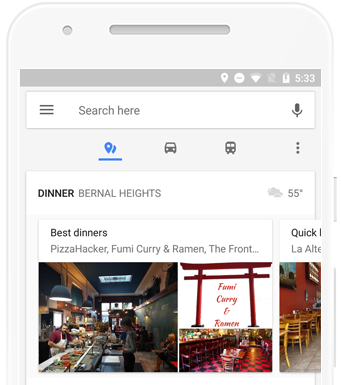 5:33
Search here
DINNER BERNAL HEIGHTS 55°
Best dinners
PizzaHacker, Fumi Curry & Ramen, The Front…
Fumi
Curry
&
Ramen
Quick
La Alte